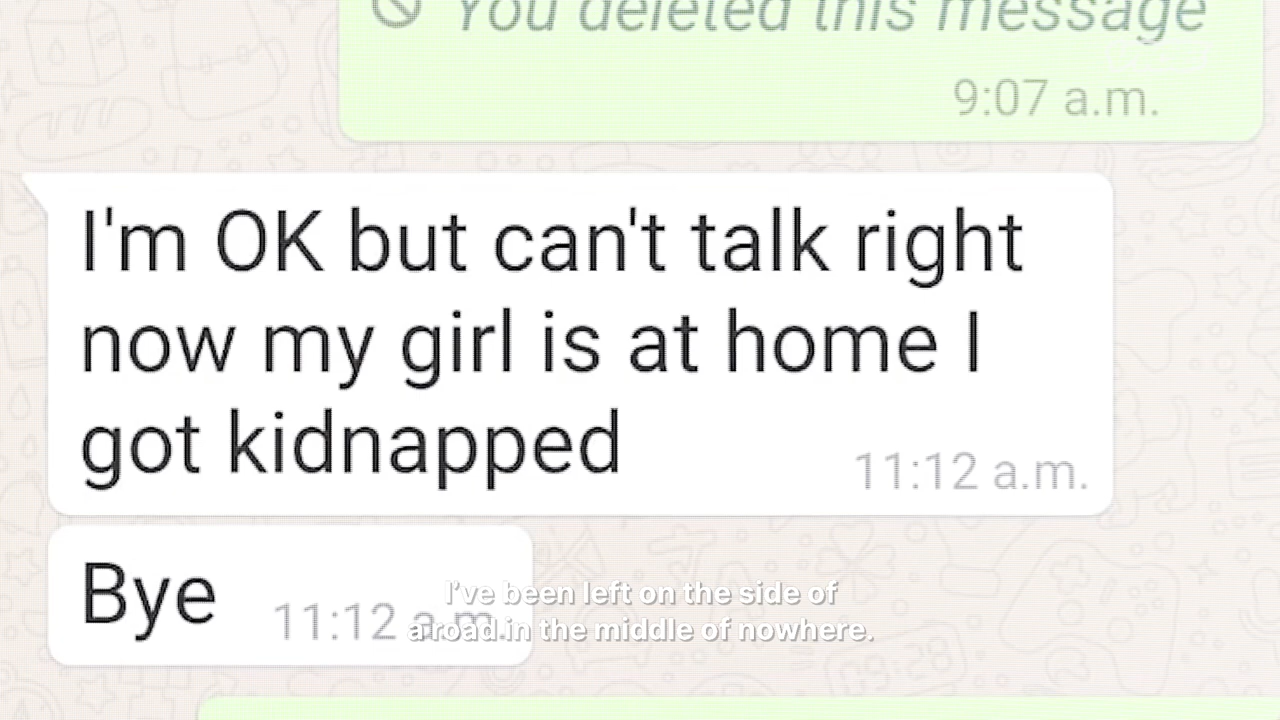 You deleted this message
9:07 a.m.
I'm OK but can't talk right
now my girl is at home I
got kidnapped
11:12 a.m.
Bye
11:12 a.m.
I've been left on the side of
a road in the middle of nowhere.